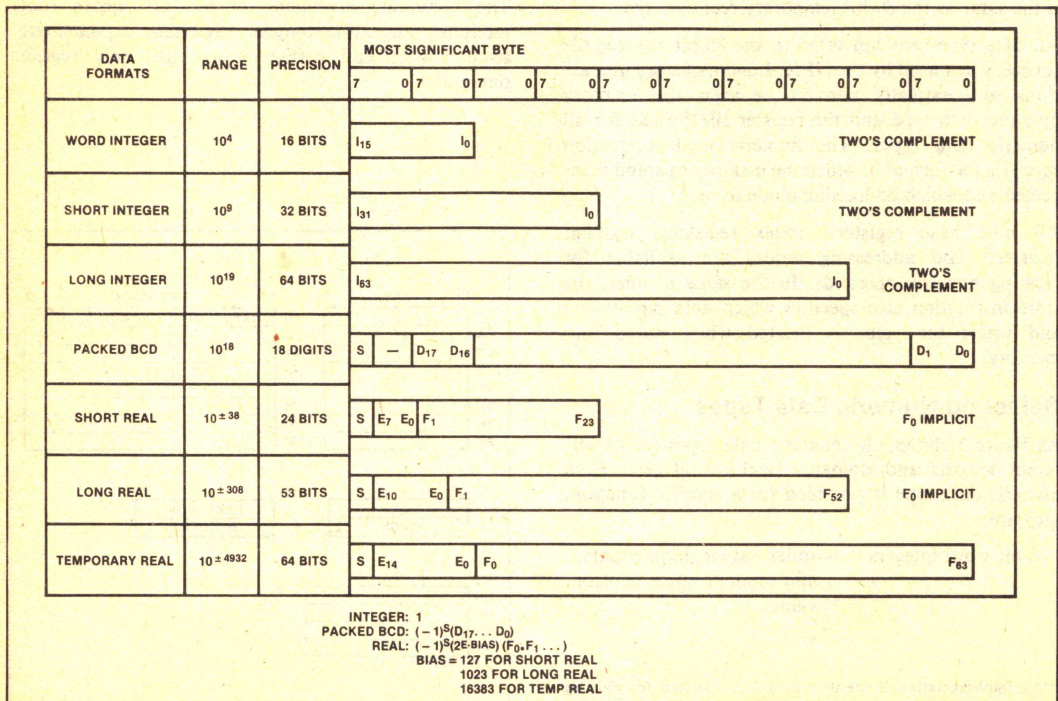 DATA FORMATS RANGE PRECISION MOST SIGNIFICANT BYTE
7 0 7 0 7 0 7 0 7 0 7 0 7 0 7 0 7 0 7 0
WORD INTEGER 10⁴ 16 BITS I₁₅ I₀ TWO'S COMPLEMENT
SHORT INTEGER 10⁹ 32 BITS I₃₁ I₀ TWO'S COMPLEMENT
LONG INTEGER 10¹⁹ 64 BITS I₆₃ I₀ TWO'S COMPLEMENT
PACKED BCD 10¹⁸ 18 DIGITS S — D₁₇ D₁₆ D₁ D₀
SHORT REAL 10±³⁸ 24 BITS S E₇ E₀ F₁ F₂₃ F₀ IMPLICIT
LONG REAL 10±³⁰⁸ 53 BITS S E₁₀ E₀ F₁ F₅₂ F₀ IMPLICIT
TEMPORARY REAL 10±⁴⁹³² 64 BITS S E₁₄ E₀ F₀ F₆₃
INTEGER: 1
PACKED BCD: (-1)ˢ(D₁₇... D₀)
REAL: (-1)ˢ(2E-BIAS) (F₀•F₁ ...)
BIAS = 127 FOR SHORT REAL
1023 FOR LONG REAL
16383 FOR TEMP REAL